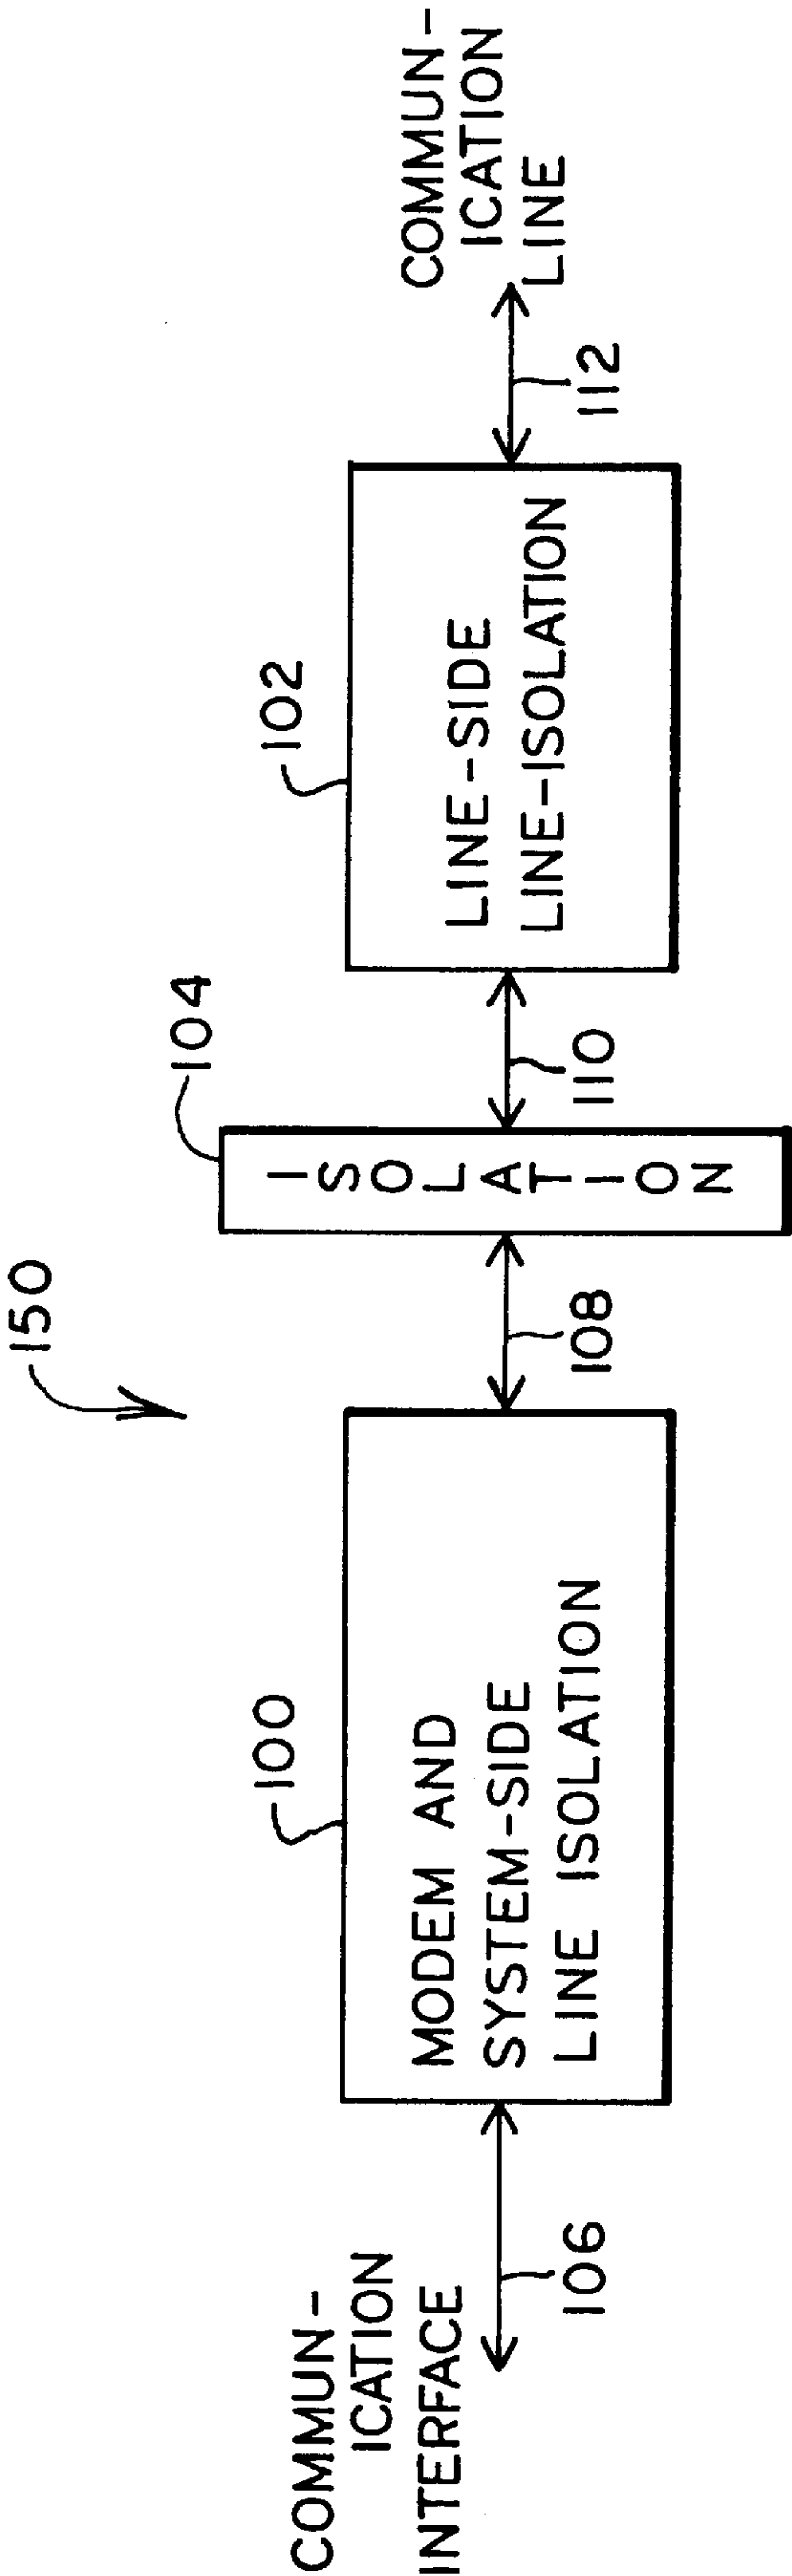 150
COMMUN-
ICATION
INTERFACE
106
100
MODEM AND
SYSTEM-SIDE
LINE ISOLATION
108
104
ISOLATION
110
102
LINE-SIDE
LINE-ISOLATION
112
COMMUN-
ICATION
LINE